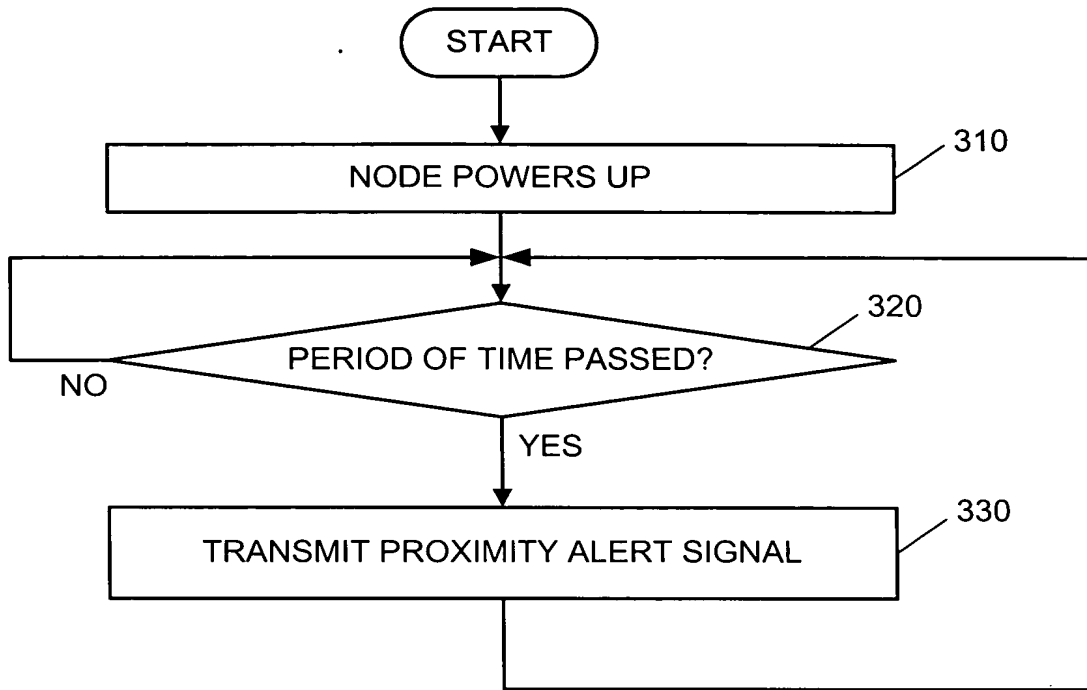 START
310
NODE POWERS UP
320
PERIOD OF TIME PASSED?
NO
YES
330
TRANSMIT PROXIMITY ALERT SIGNAL